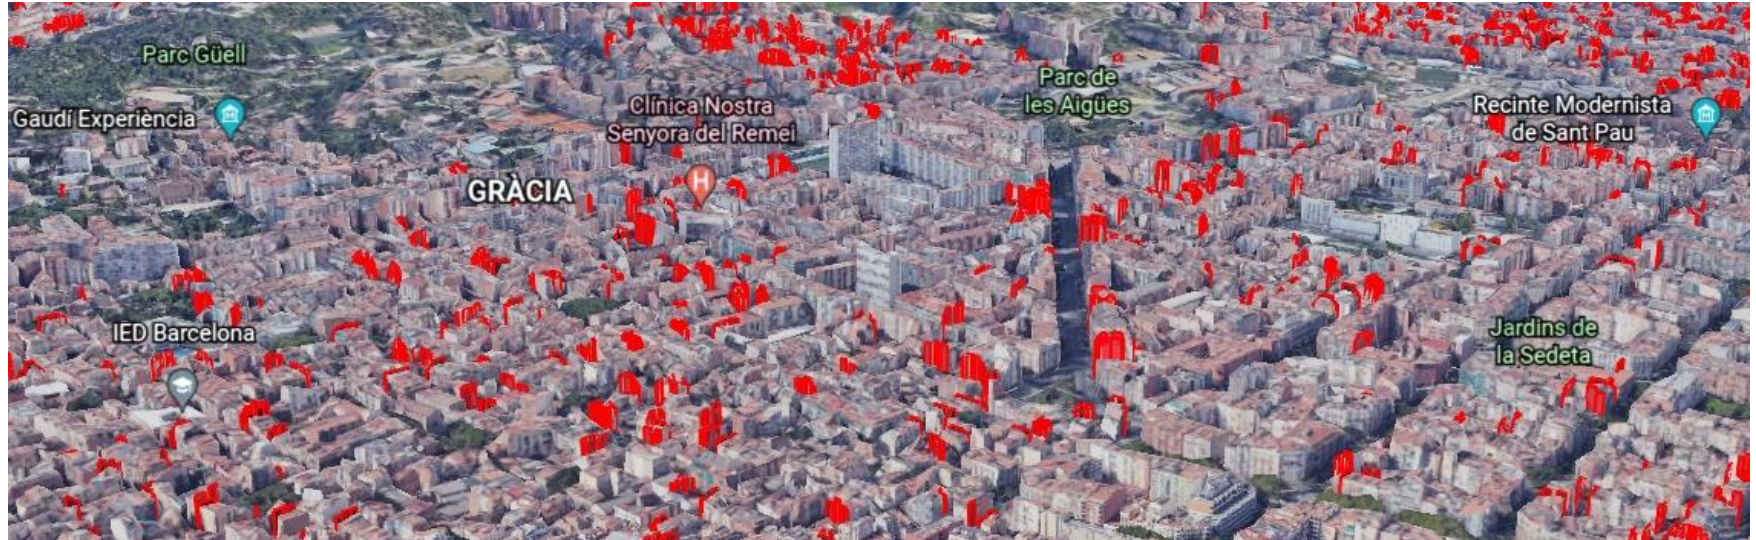 Parc Güell
Gaudí Experiència
Clínica Nostra
Senyora del Remei
H
GRÀCIA
Parc de
les Aigües
Recinte Modernista
de Sant Pau
IED Barcelona
Jardins de
la Sedeta